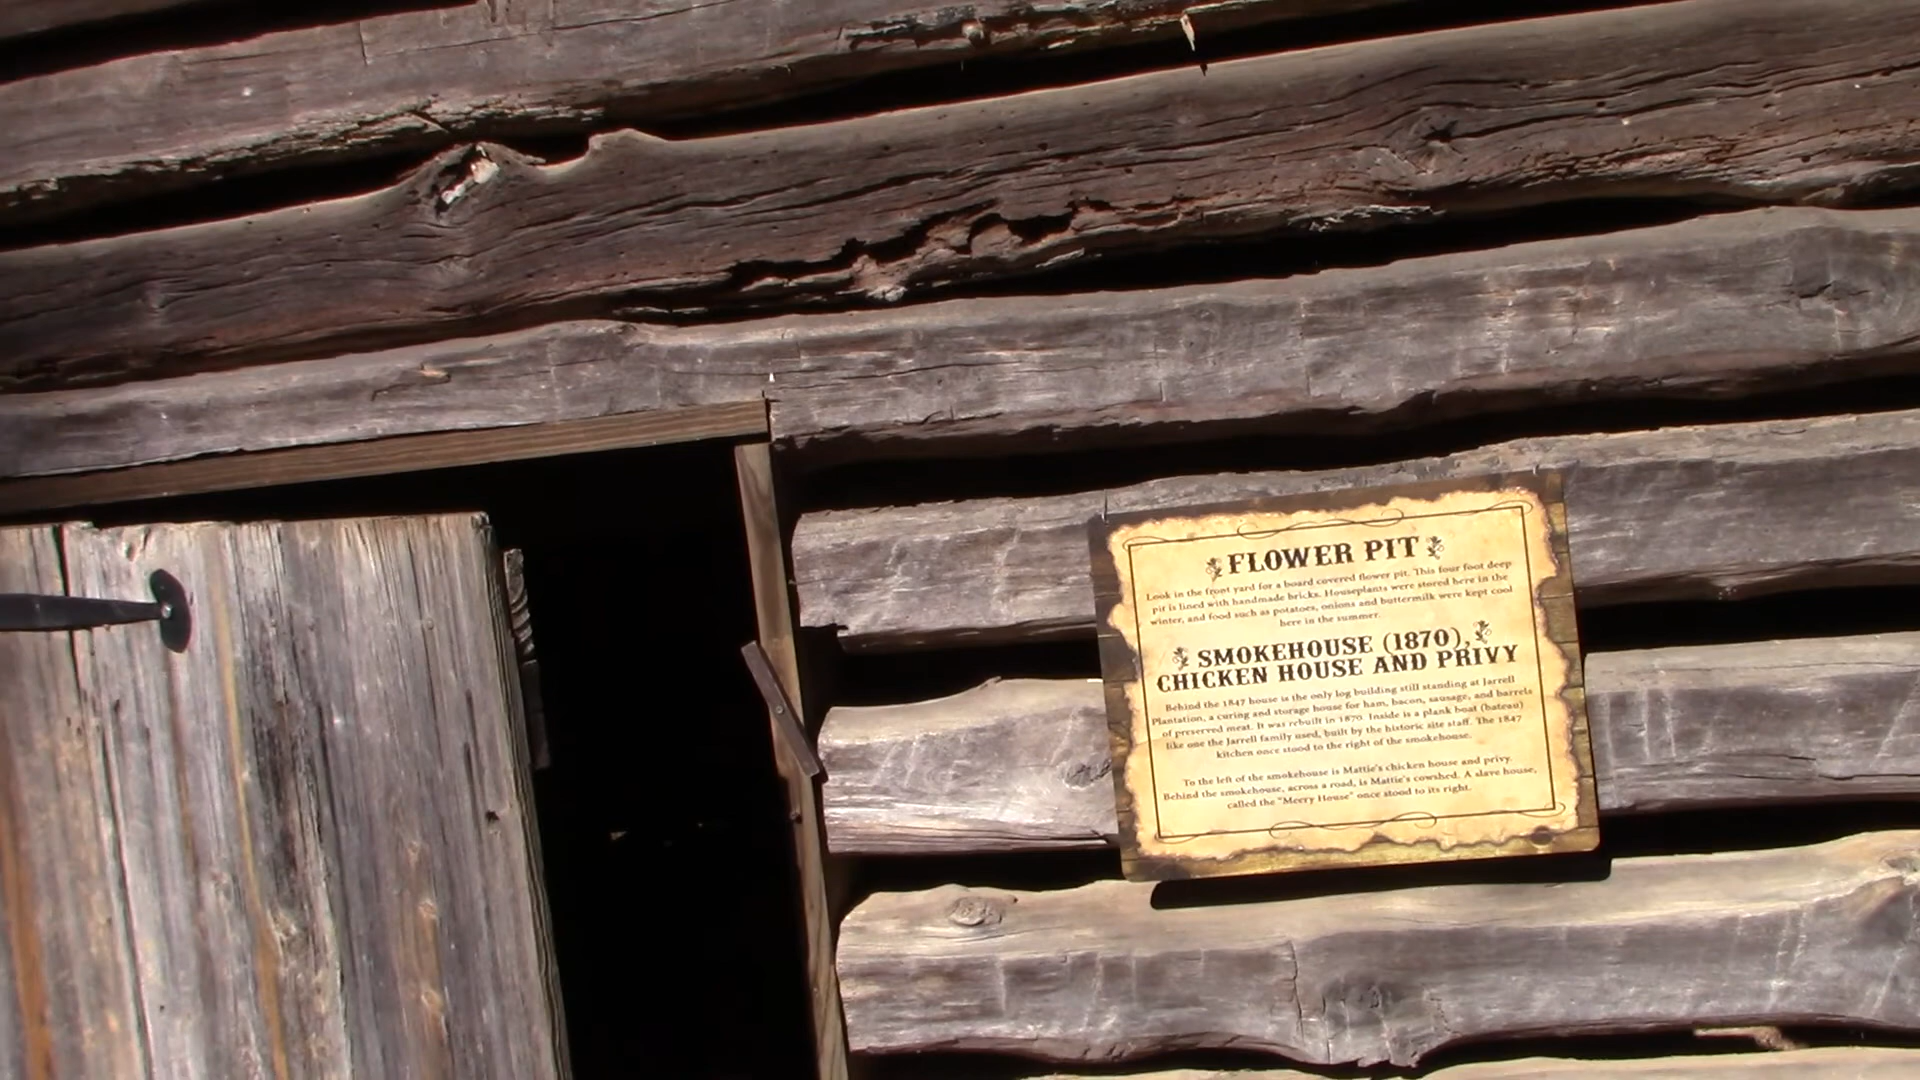 FLOWER PIT
Look in the front yard for a board covered flower pit. This four foot deep
pit is lined with handmade bricks. Houseplants were stored here in the
winter, and food such as potatoes, onions and buttermilk were kept cool
here in the summer.
SMOKEHOUSE (1870),
CHICKEN HOUSE AND PRIVY
Behind the 1847 house is the only log building still standing at Jarrell
Plantation, a curing and storage house for ham, bacon, sausage, and barrels
of preserved meat. It was rebuilt in 1870. Inside is a plank boat (bateau)
like one the Jarrell family used, built by the historic site staff. The 1847
kitchen once stood to the right of the smokehouse.
To the left of the smokehouse is Mattie's chicken house and privy.
Behind the smokehouse, across a road, is Mattie's cowshed. A slave house,
called the "Meery House" once stood to its right.